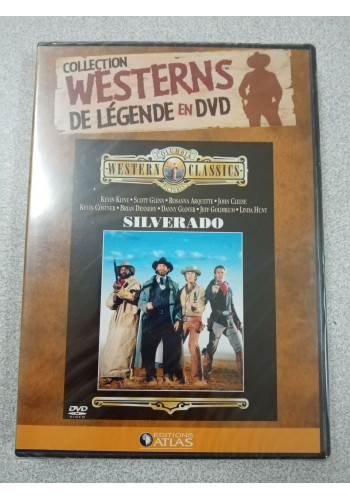 COLLECTION
WESTERNS
DE LÉGENDE EN DVD
COLUMBIA
WESTERN CLASSICS
PICTURES
KEVIN KLINE • SCOTT GLENN • ROSANNA ARQUETTE • JOHN CLEESE
KEVIN COSTNER • BRIAN DENNEHY • DANNY GLOVER • JEFF GOLDBLUM • LINDA HUNT
SILVERADO
DVD
VIDEO
EDITIONS
ATLAS